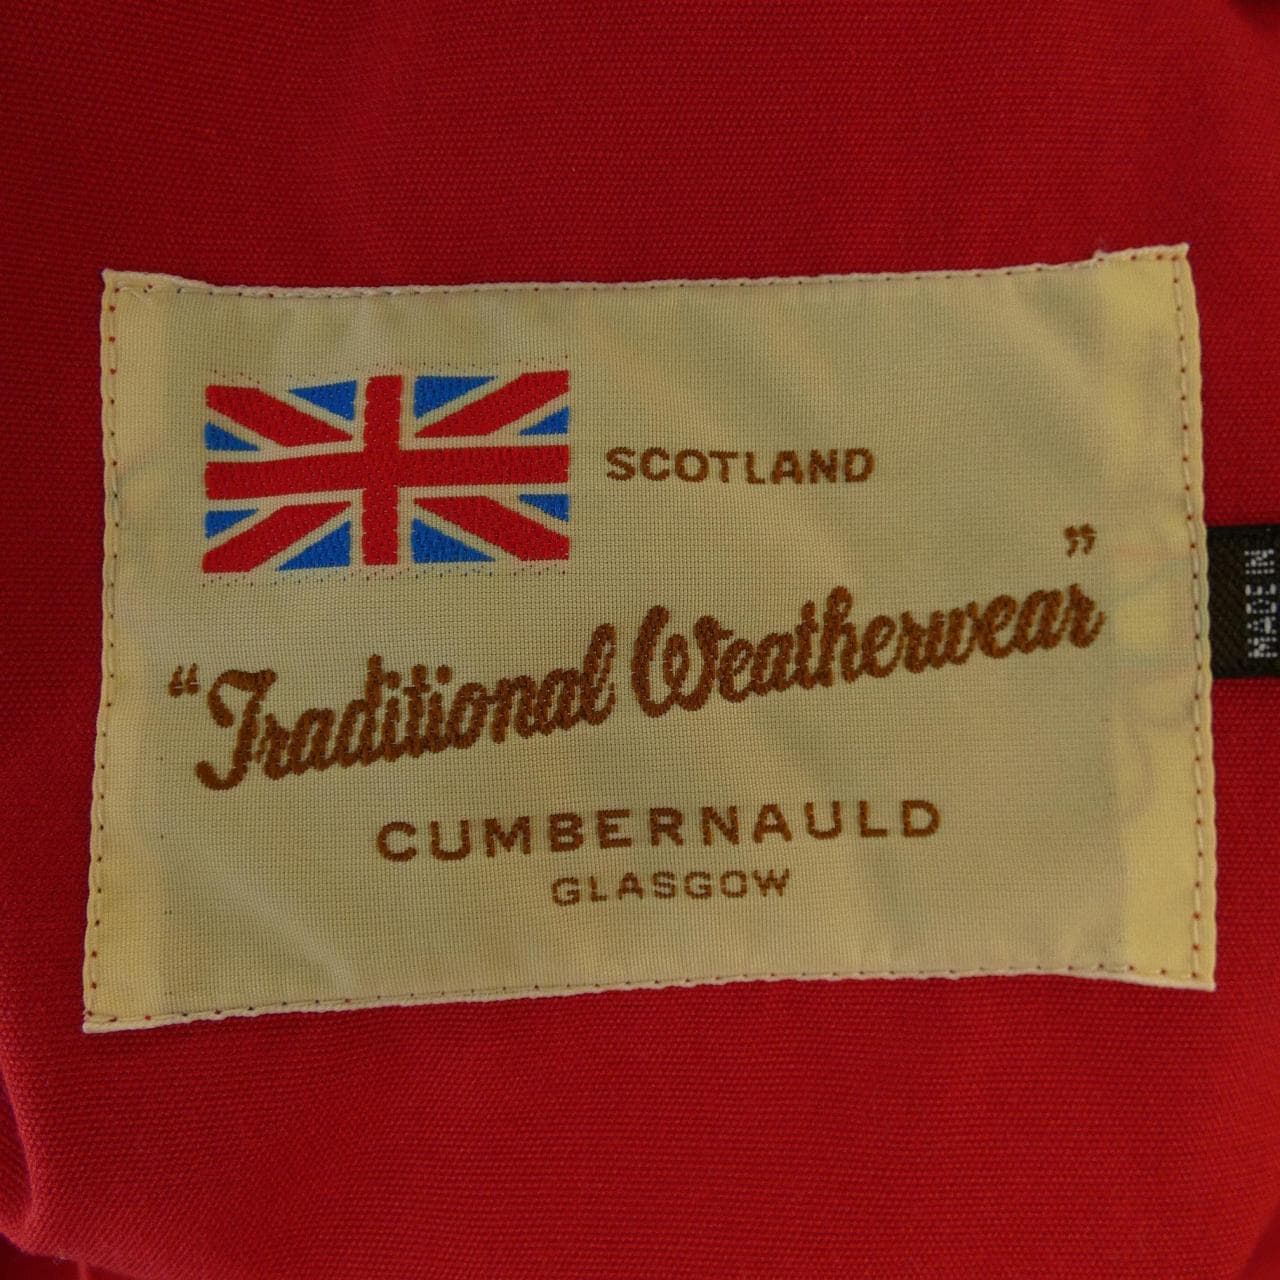 SCOTLAND
“Traditional Weatherwear”
CUMBERNAULD
GLASGOW
MADE IN